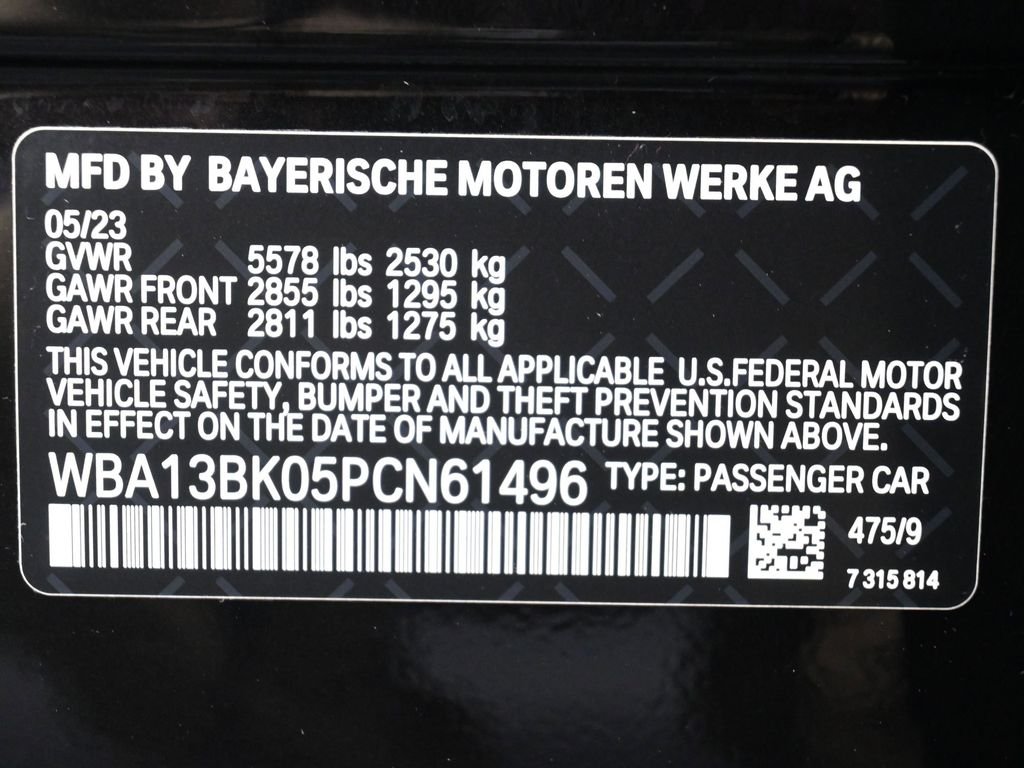 MFD BY BAYERISCHE MOTOREN WERKE AG
05/23
GVWR 5578 lbs 2530 kg
GAWR FRONT 2855 lbs 1295 kg
GAWR REAR 2811 lbs 1275 kg
THIS VEHICLE CONFORMS TO ALL APPLICABLE U.S.FEDERAL MOTOR
VEHICLE SAFETY, BUMPER AND THEFT PREVENTION STANDARDS
IN EFFECT ON THE DATE OF MANUFACTURE SHOWN ABOVE.
WBA13BK05PCN61496 TYPE: PASSENGER CAR
475/9
7 315 814